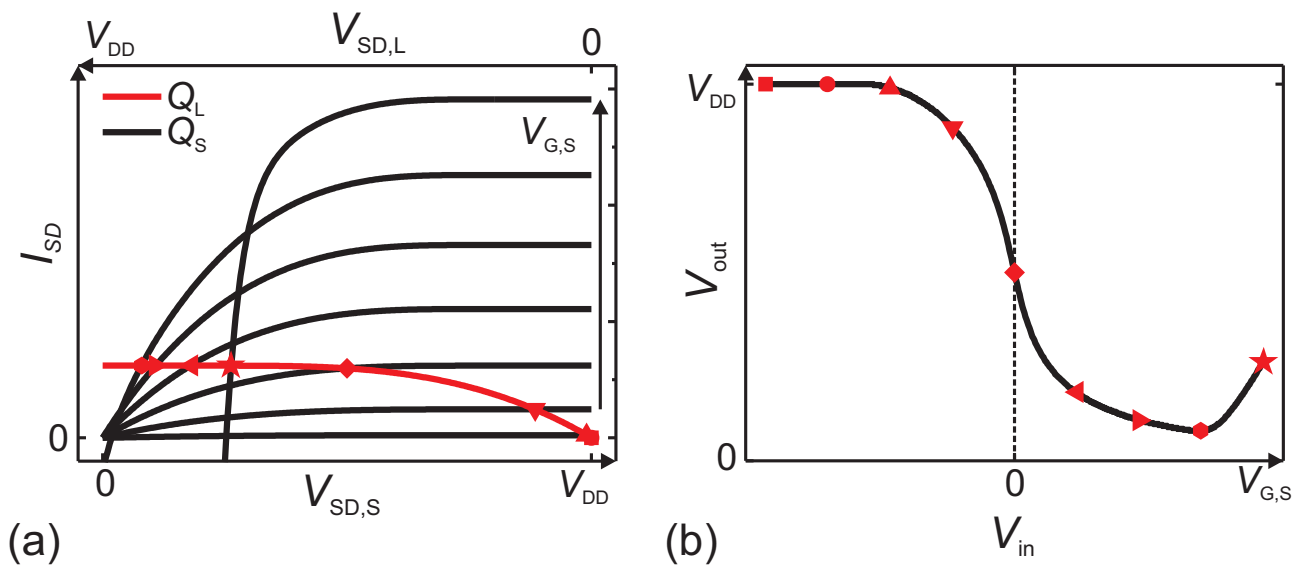 V_DD V_SD,L 0
Q_L
Q_S
V_G,S
I_SD
0
0 V_SD,S V_DD
(a)
V_DD
V_out
0
0 V_G,S
V_in
(b)